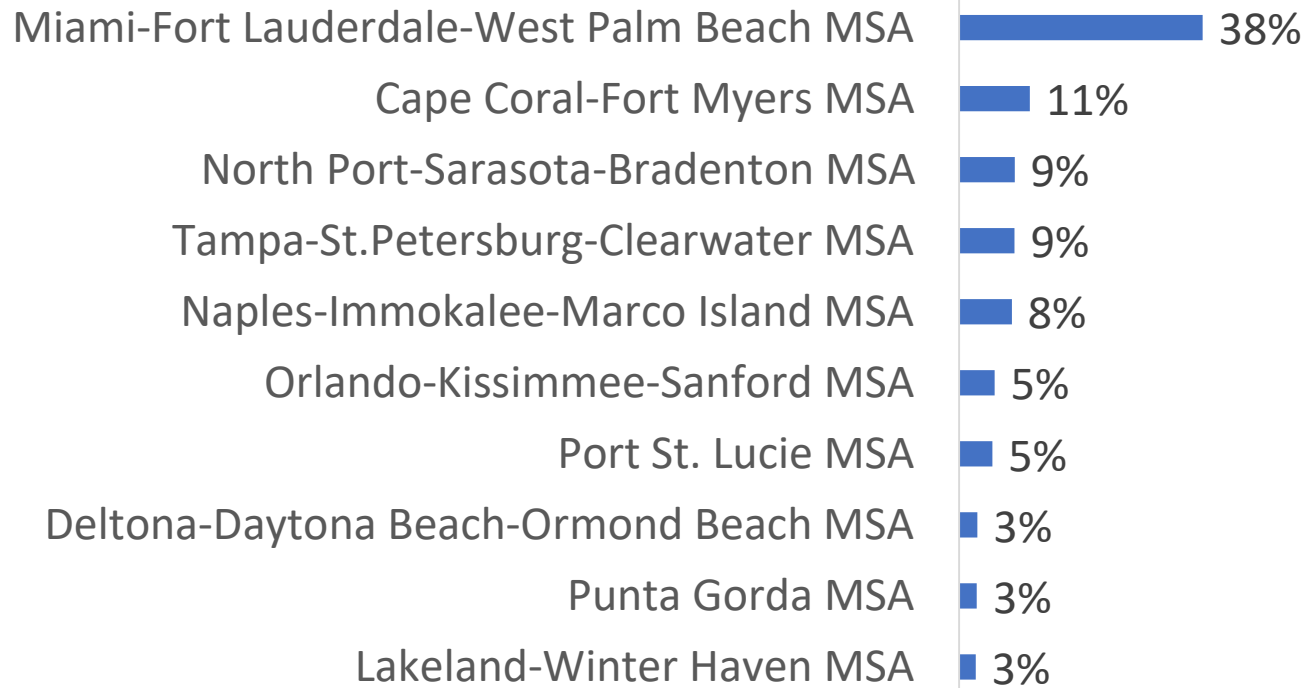 Miami-Fort Lauderdale-West Palm Beach MSA 38%
Cape Coral-Fort Myers MSA 11%
North Port-Sarasota-Bradenton MSA 9%
Tampa-St.Petersburg-Clearwater MSA 9%
Naples-Immokalee-Marco Island MSA 8%
Orlando-Kissimmee-Sanford MSA 5%
Port St. Lucie MSA 5%
Deltona-Daytona Beach-Ormond Beach MSA 3%
Punta Gorda MSA 3%
Lakeland-Winter Haven MSA 3%